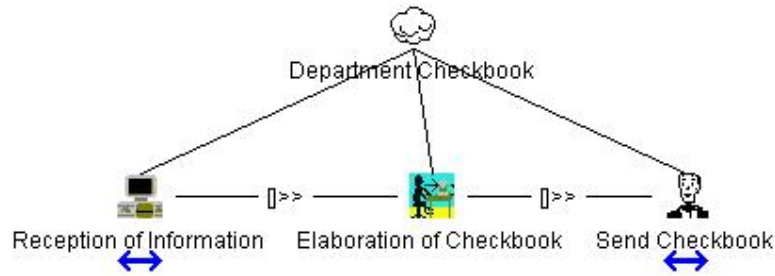 Department Checkbook
[]>> []>>
Reception of Information Elaboration of Checkbook Send Checkbook